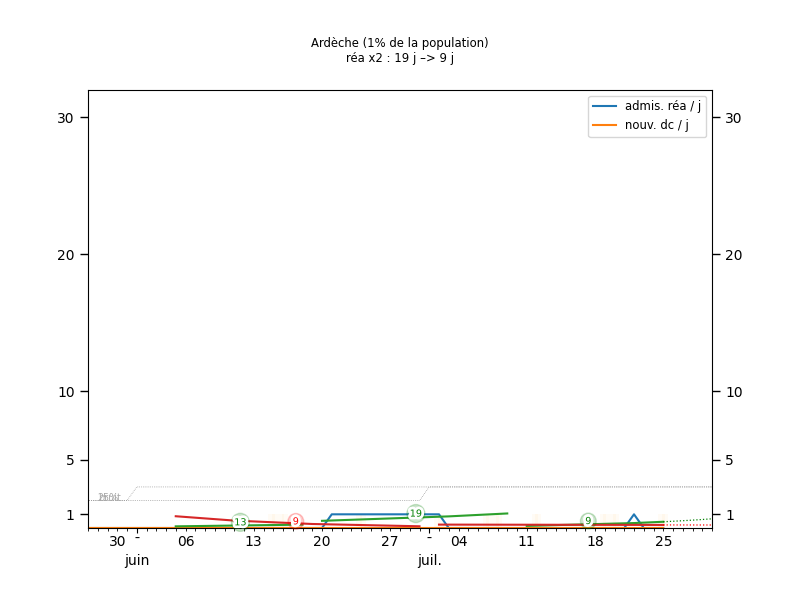 Ardèche (1% de la population)
réa x2 : 19 j –> 9 j
admis. réa / j
nouv. dc / j
30 30
20 20
10 10
5 5
1 1
13 9 19 9
30 - 06 13 20 27 - 04 11 18 25
juin juil.